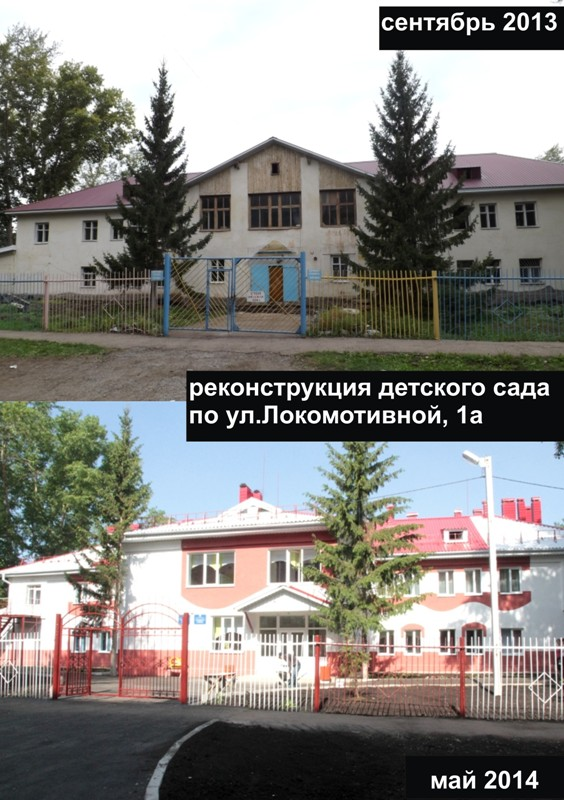 сентябрь 2013
реконструкция детского сада
по ул.Локомотивной, 1а
май 2014